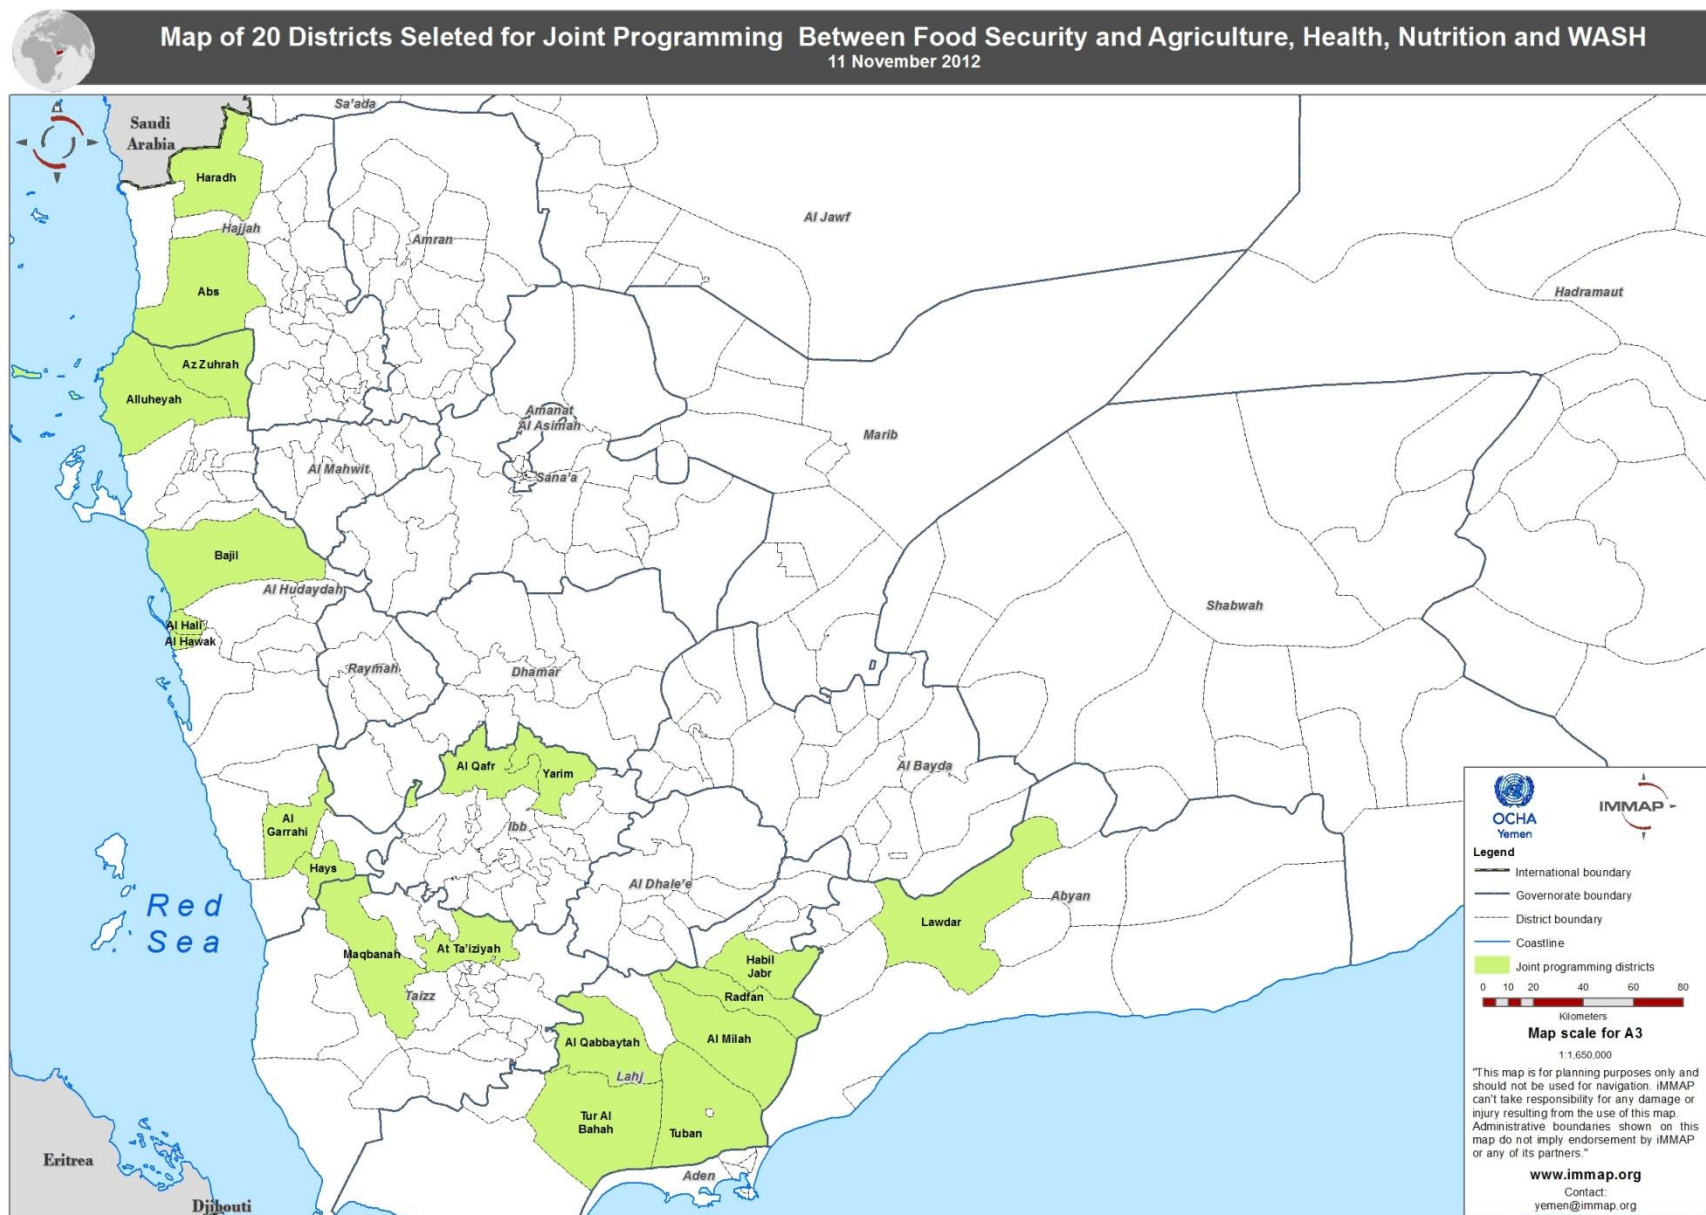 Map of 20 Districts Seleted for Joint Programming Between Food Security and Agriculture, Health, Nutrition and WASH
11 November 2012
Sa'ada
Saudi
Arabia
Haradh
Al Jawf
Hajjah
Amran
Abs
Hadramaut
Az Zuhrah
Alluheyah
Amanat
Al Asimah
Marib
Al Mahwit
Sana'a
Bajil
Al Hudaydah
Shabwah
Al Hali
Al Hawak
Raymah
Dhamar
Al Qafr
Yarim
Al Bayda
Al
Garrahi
Ibb
Hays
Al Dhale'e
Abyan
Red
Sea
Lawdar
Maqbanah
At Ta'iziyah
Habil
Jabr
Taizz
Radfan
Al Qabbaytah
Al Milah
Lahj
Tur Al
Bahah
Tuban
Aden
Eritrea
Djibouti
OCHA
Yemen
IMMAP
Legend
International boundary
Governorate boundary
District boundary
Coastline
Joint programming districts
0 10 20 40 60 80
Kilometers
Map scale for A3
1:1,650,000
"This map is for planning purposes only and
should not be used for navigation. iMMAP
can't take responsibility for any damage or
injury resulting from the use of this map.
Administrative boundaries shown on this
map do not imply endorsement by iMMAP
or any of its partners."
www.immap.org
Contact:
yemen@immap.org